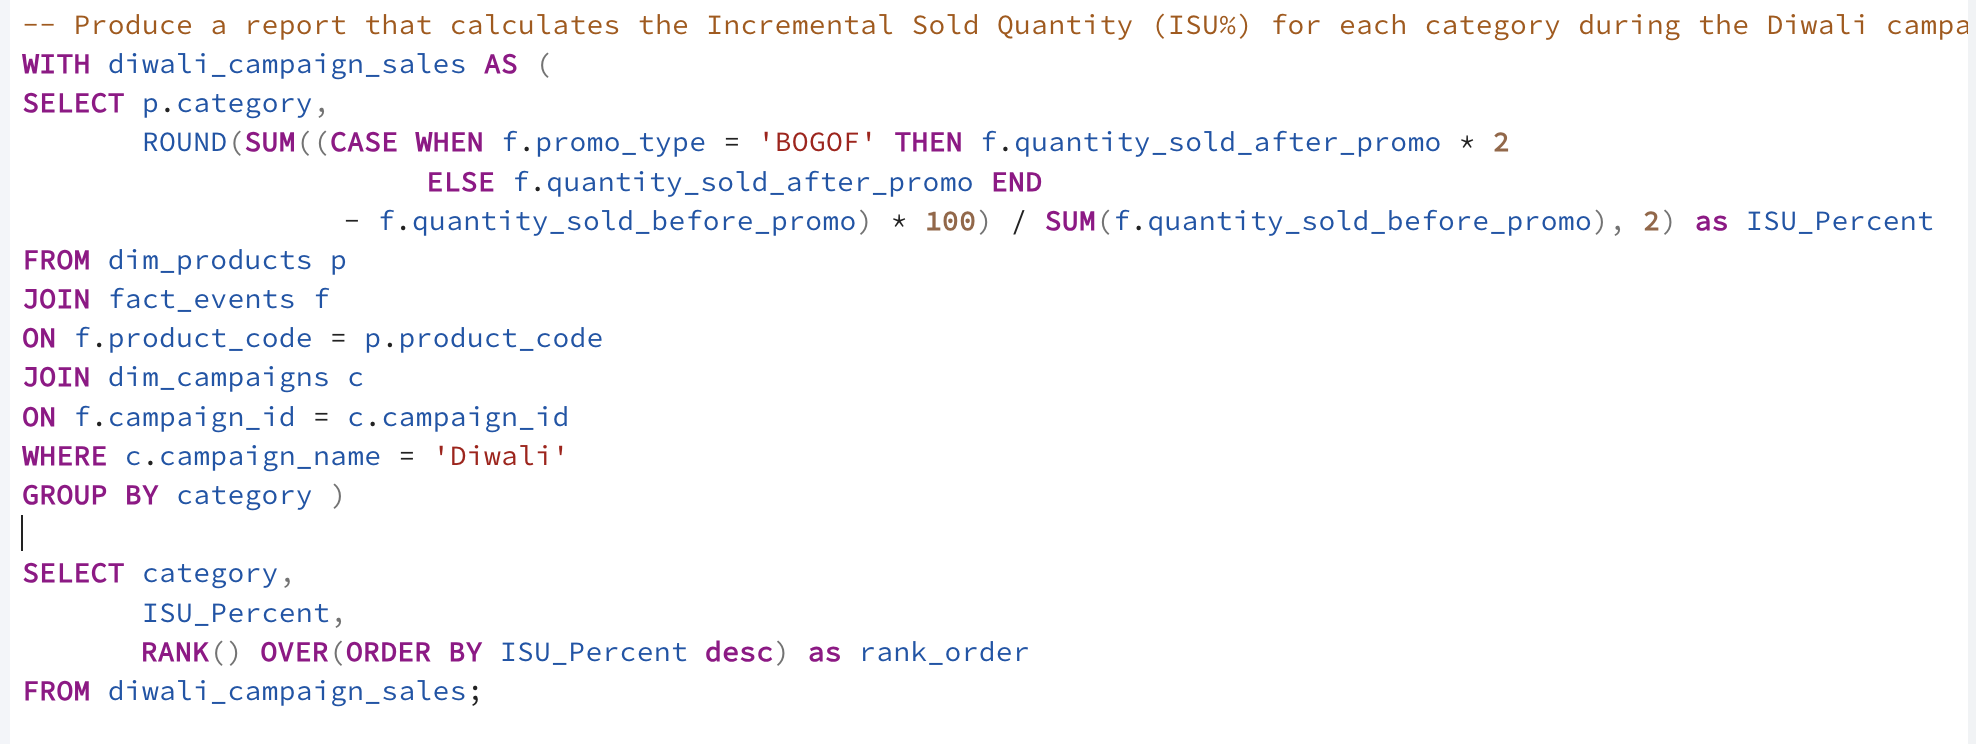 -- Produce a report that calculates the Incremental Sold Quantity (ISU%) for each category during the Diwali campa
WITH diwali_campaign_sales AS (
SELECT p.category,
       ROUND(SUM((CASE WHEN f.promo_type = 'BOGOF' THEN f.quantity_sold_after_promo * 2
                        ELSE f.quantity_sold_after_promo END
                   - f.quantity_sold_before_promo) * 100) / SUM(f.quantity_sold_before_promo), 2) as ISU_Percent
FROM dim_products p
JOIN fact_events f
ON f.product_code = p.product_code
JOIN dim_campaigns c
ON f.campaign_id = c.campaign_id
WHERE c.campaign_name = 'Diwali'
GROUP BY category )

SELECT category,
       ISU_Percent,
       RANK() OVER(ORDER BY ISU_Percent desc) as rank_order
FROM diwali_campaign_sales;